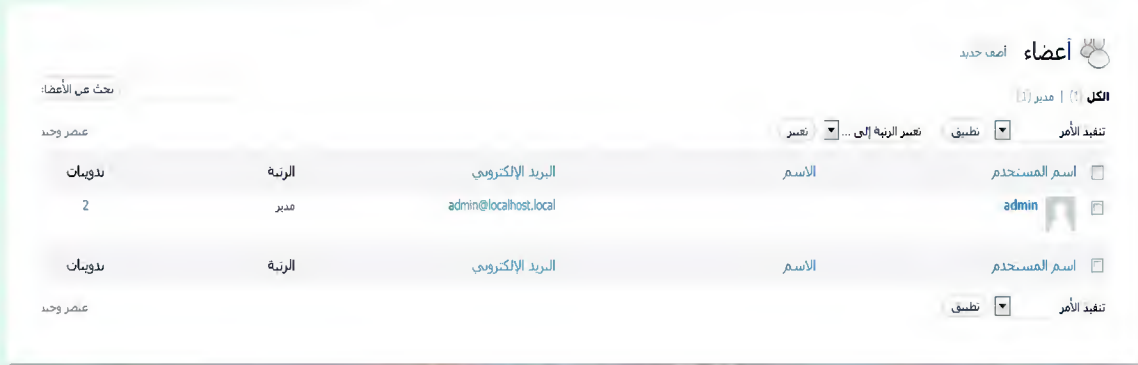 أعضاء أضف جديد
الكل (1) | مدير (1)
بحث عن الأعضاء
تنفيذ الأمر تطبيق تغيير الرتبة إلى ... تغيير عنصر وحيد
اسم المستخدم الاسم البريد الإلكتروني الرتبة تدوينات
admin admin@localhost.local مدير 2
اسم المستخدم الاسم البريد الإلكتروني الرتبة تدوينات
تنفيذ الأمر تطبيق عنصر وحيد